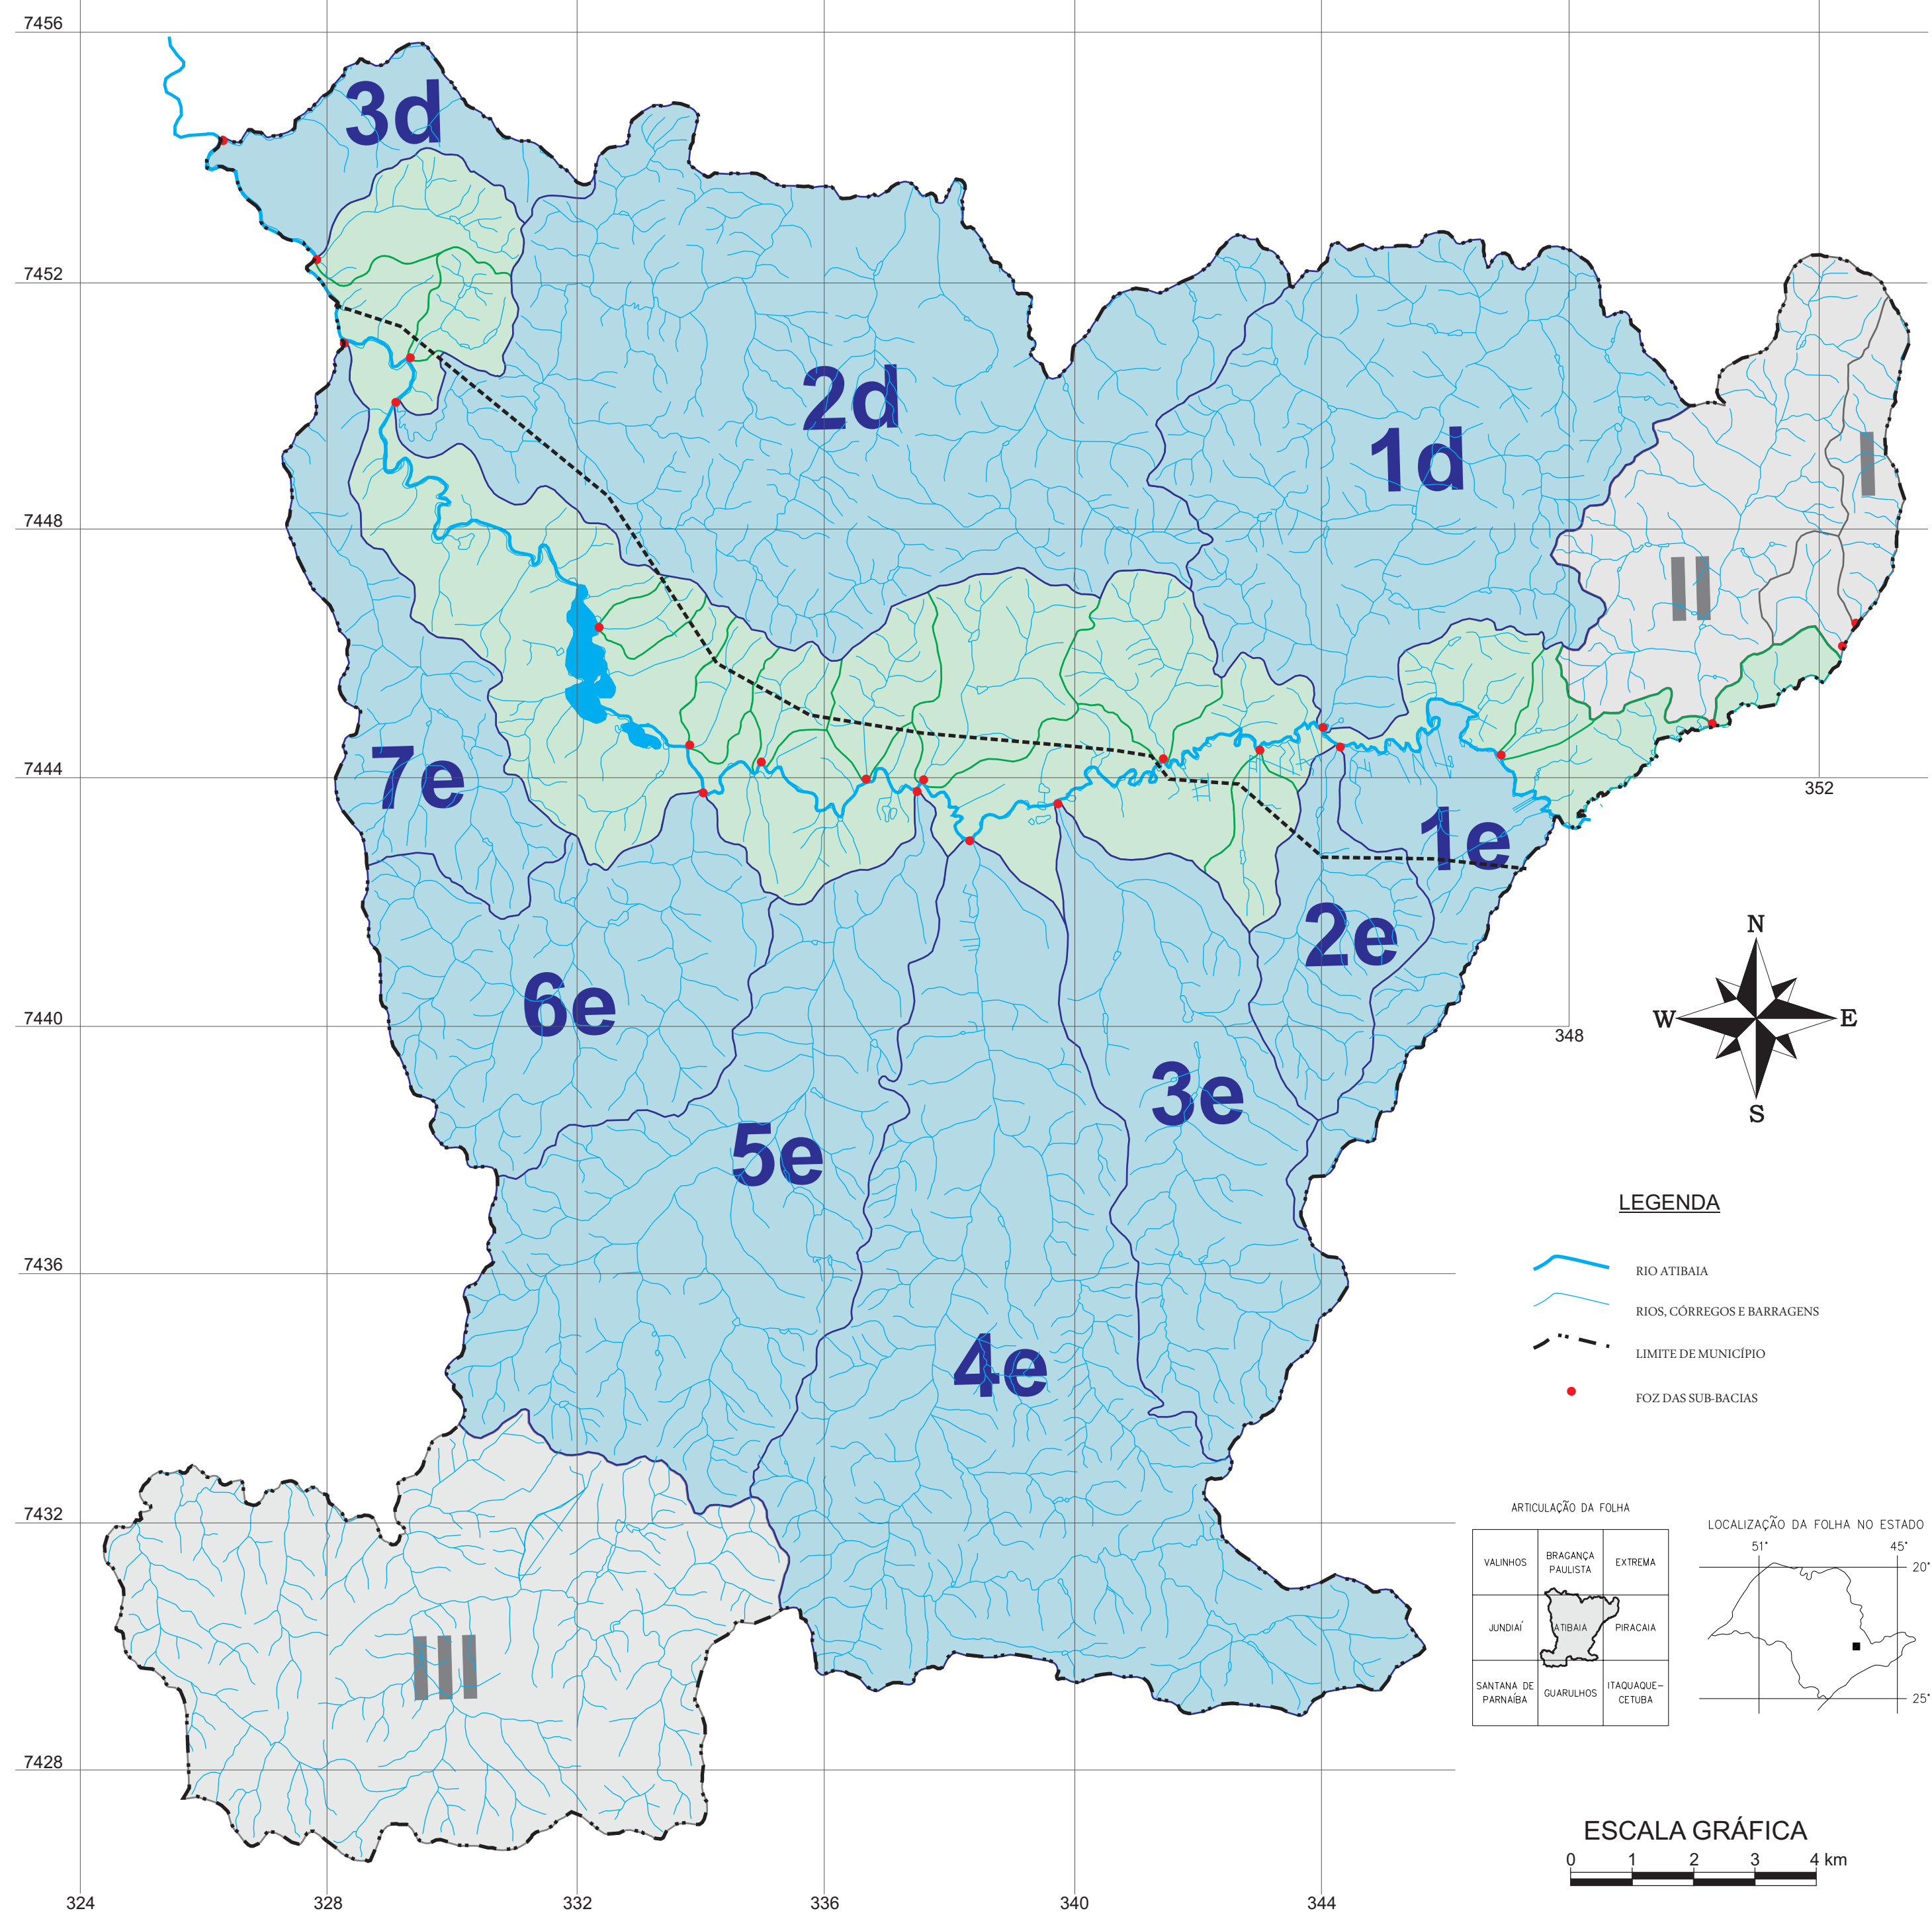 7456
3d
7452
2d
1d
I
7448
II
7444
352
7e
1e
2e
N
W
E
S
7440
348
6e
3e
5e
LEGENDA
7436
RIO ATIBAIA
RIOS, CÓRREGOS E BARRAGENS
4e
LIMITE DE MUNICÍPIO
FOZ DAS SUB-BACIAS
7432
ARTICULAÇÃO DA FOLHA
VALINHOS
BRAGANÇA
PAULISTA
EXTREMA
JUNDIAÍ
ATIBAIA
PIRACAIA
SANTANA DE
PARNAÍBA
GUARULHOS
ITAQUAQUE-
CETUBA
LOCALIZAÇÃO DA FOLHA NO ESTADO
51°
45°
20°
25°
III
7428
ESCALA GRÁFICA
0 1 2 3 4 km
324 328 332 336 340 344